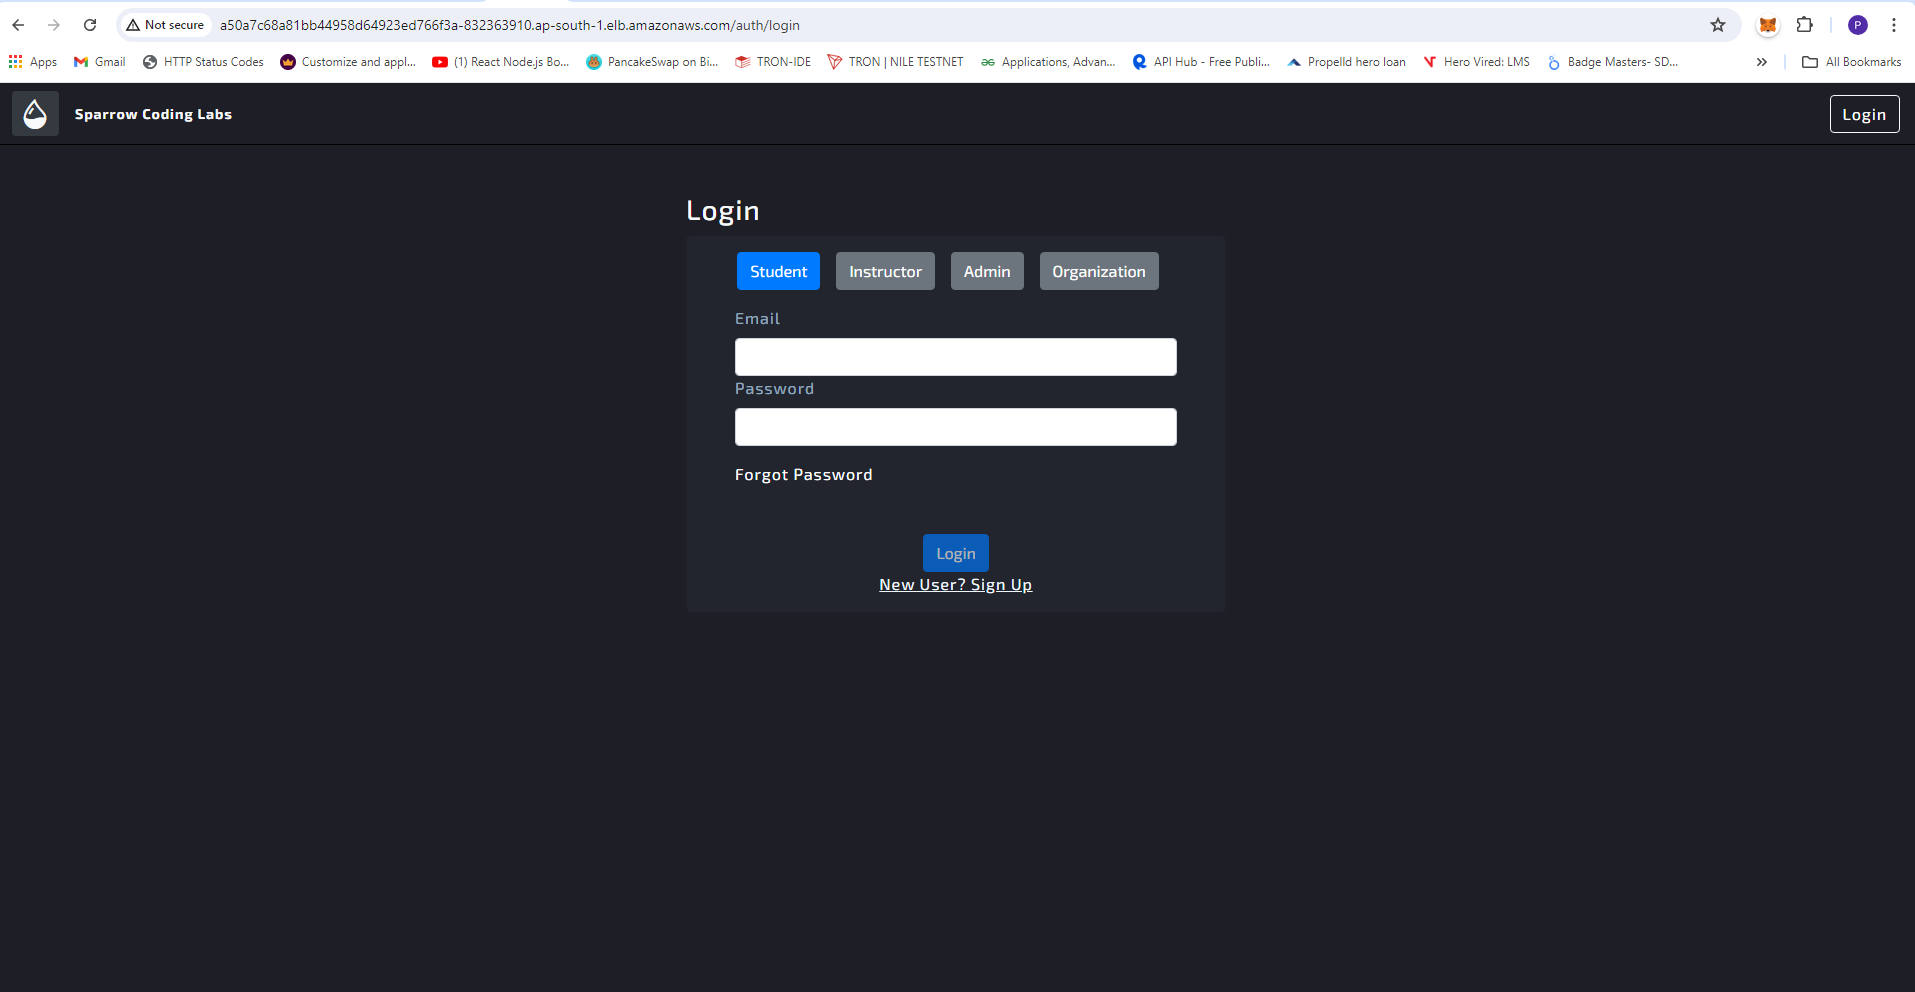 Not secure a50a7c68a81bb44958d64923ed766f3a-832363910.ap-south-1.elb.amazonaws.com/auth/login P
Apps Gmail HTTP Status Codes Customize and appl... (1) React Node.js Bo... PancakeSwap on Bi... TRON-IDE TRON | NILE TESTNET Applications, Advan... API Hub - Free Publi... Propelld hero loan Hero Vired: LMS Badge Masters- SD... » All Bookmarks
Sparrow Coding Labs Login
Login
Student Instructor Admin Organization
Email
Password
Forgot Password
Login
New User? Sign Up